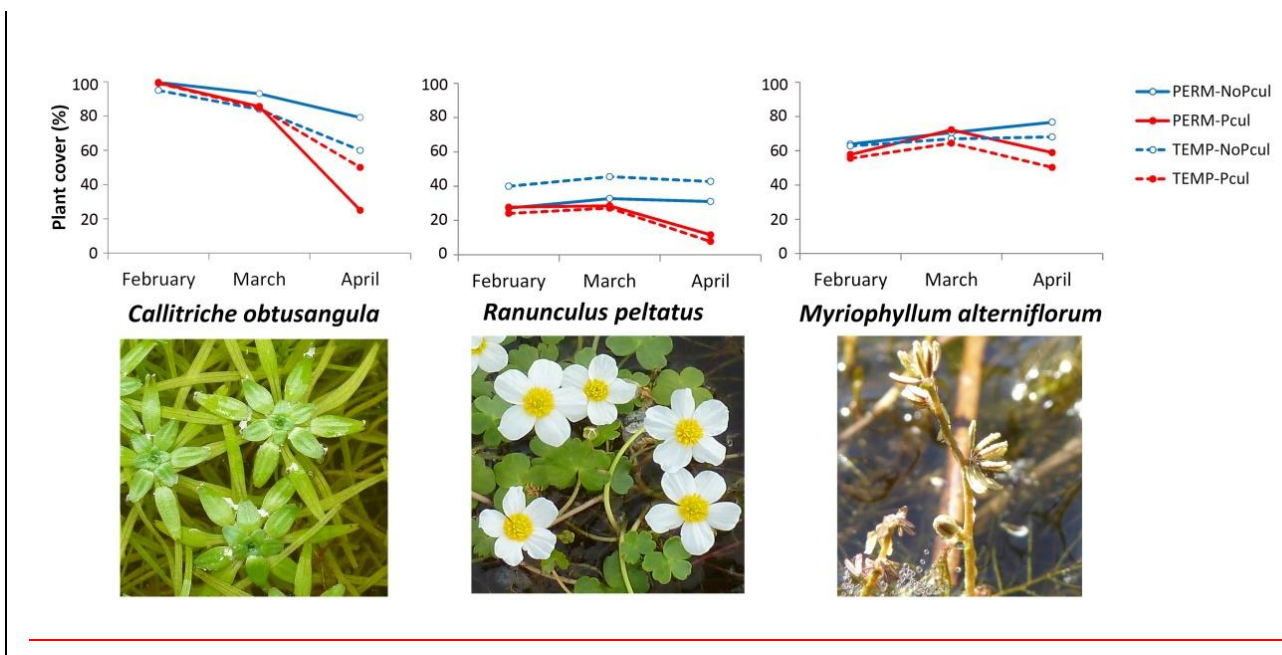 Plant cover (%)
100
80
60
40
20
0
February March April
Callitriche obtusangula
100
80
60
40
20
0
February March April
Ranunculus peltatus
100
80
60
40
20
0
February March April
Myriophyllum alterniflorum
PERM-NoPcul
PERM-Pcul
TEMP-NoPcul
TEMP-Pcul